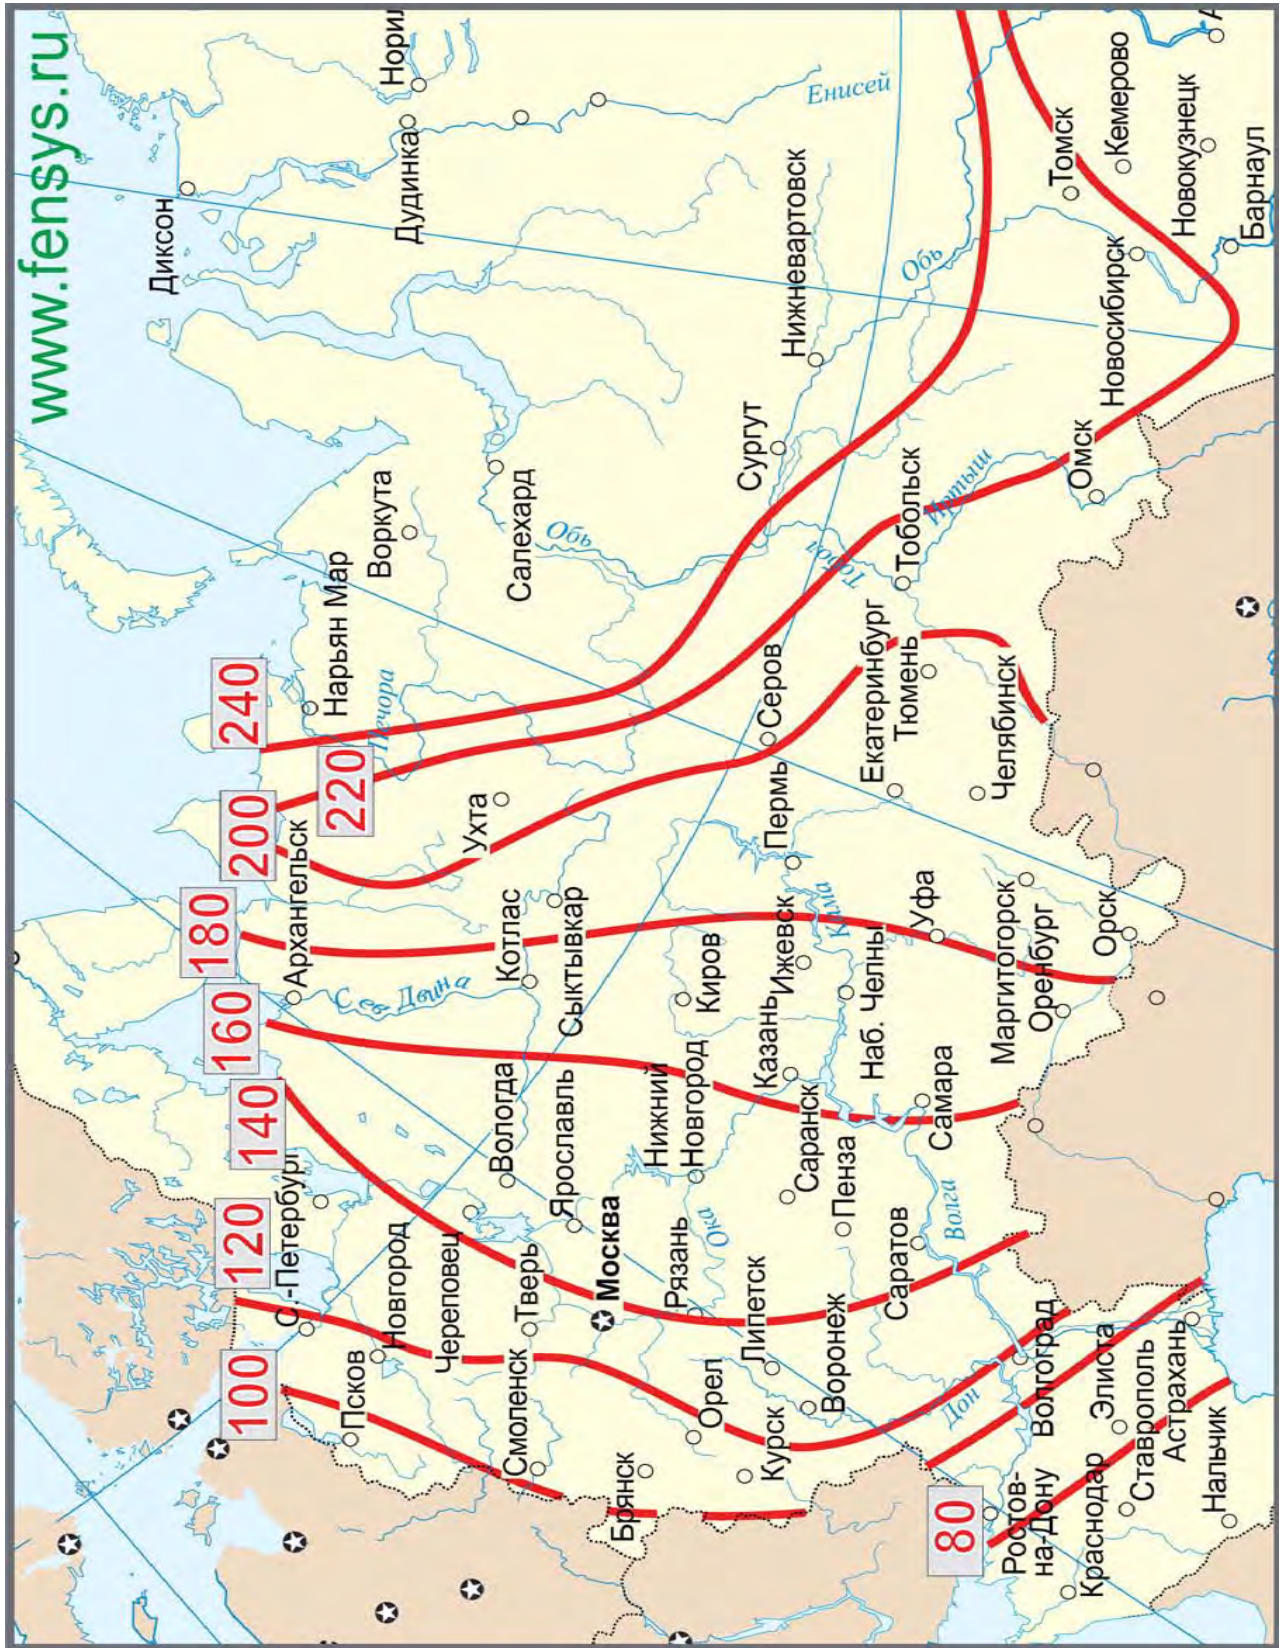 www.fensys.ru
Диксон
180
160
100
120
140
200
240
С.-Петербург
Архангельск
Нарьян Мар
220
Псков
Воркута
Печора
Новгород
Норил
Сев. Двина
Дудинка
Череповец
Ухта
Вологда
Котлас
Смоленск
Салехард
Тверь
Ярославль
Сыктывкар
Обь
Москва
Брянск
Нижний
Новгород
Рязань
Киров
Орел
Ока
Сургут
Липетск
Казань
Серов
Курск
Пермь
Ижевск
Нижневартовск
Саранск
Воронеж
Кама
Тобол
Пенза
Енисей
Наб. Челны
Екатеринбург
Саратов
Тюмень
Тобольск
Уфа
Обь
Самара
Волга
80
Дон
Иртыш
Маргитогорск
Челябинск
Ростов-
на-Дону
Волгоград
Оренбург
Томск
Омск
Краснодар
Элиста
Орск
Новосибирск
Кемерово
Ставрополь
Астрахань
Новокузнецк
Нальчик
Барнаул